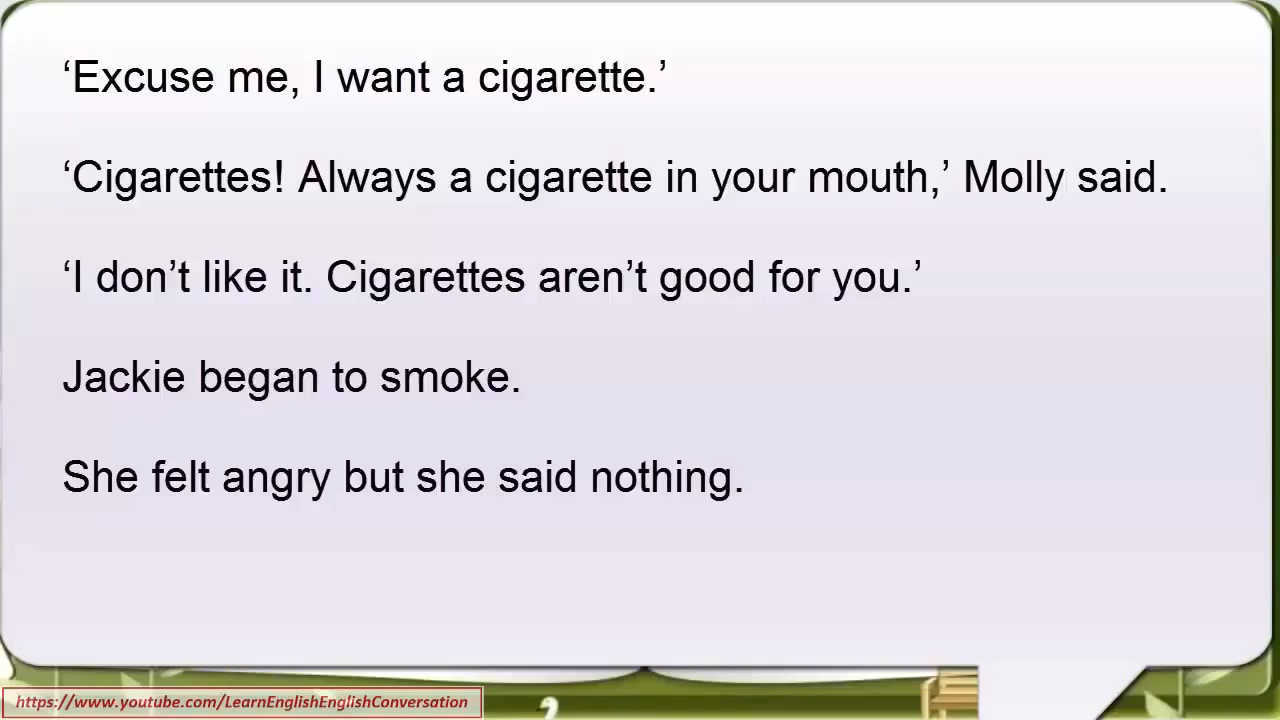 ‘Excuse me, I want a cigarette.’
‘Cigarettes! Always a cigarette in your mouth,’ Molly said.
‘I don’t like it. Cigarettes aren’t good for you.’
Jackie began to smoke.
She felt angry but she said nothing.
https://www.youtube.com/LearnEnglishEnglishConversation